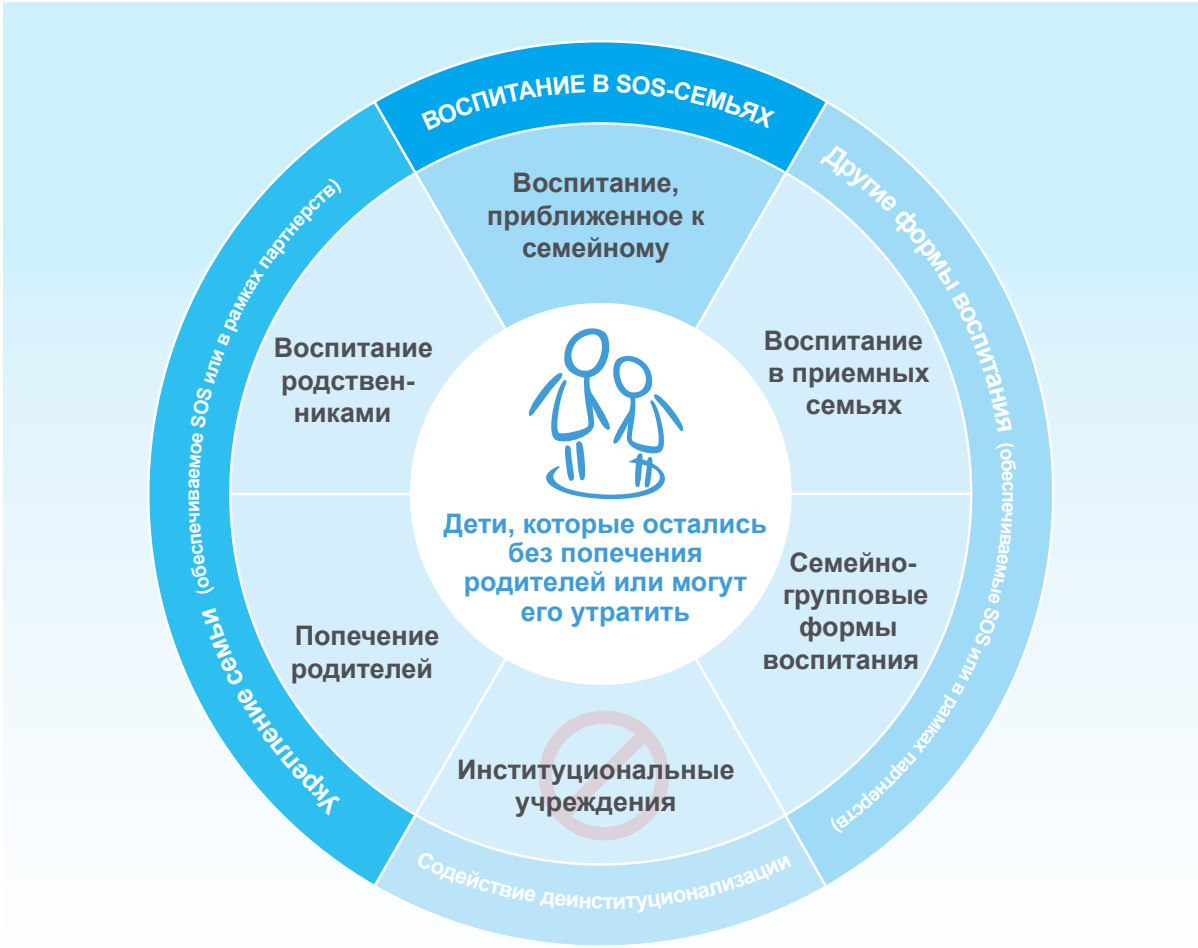 ВОСПИТАНИЕ В SOS-СЕМЬЯХ
Воспитание,
приближенное к
семейному
Другие формы воспитания (обеспечиваемые SOS или в рамках партнерств)
Воспитание
в приемных
семьях
Семейно-
групповые
формы
воспитания
Содействие деинституционализации
Институциональные
учреждения
Укрепление семьи (обеспечиваемое SOS или в рамках партнерств)
Попечение
родителей
Воспитание
родствен-
никами
Дети, которые остались
без попечения
родителей или могут
его утратить